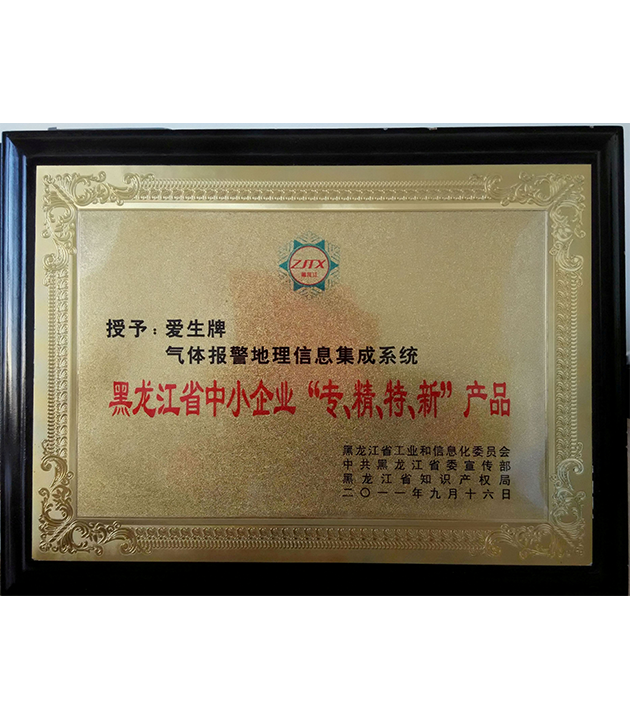 ZJTX
黑龙江
授予：爱生牌
气体报警地理信息集成系统
黑龙江省中小企业“专、精、特、新”产品
黑龙江省工业和信息化委员会
中共黑龙江省委宣传部
黑龙江省知识产权局
二〇一一年九月十六日